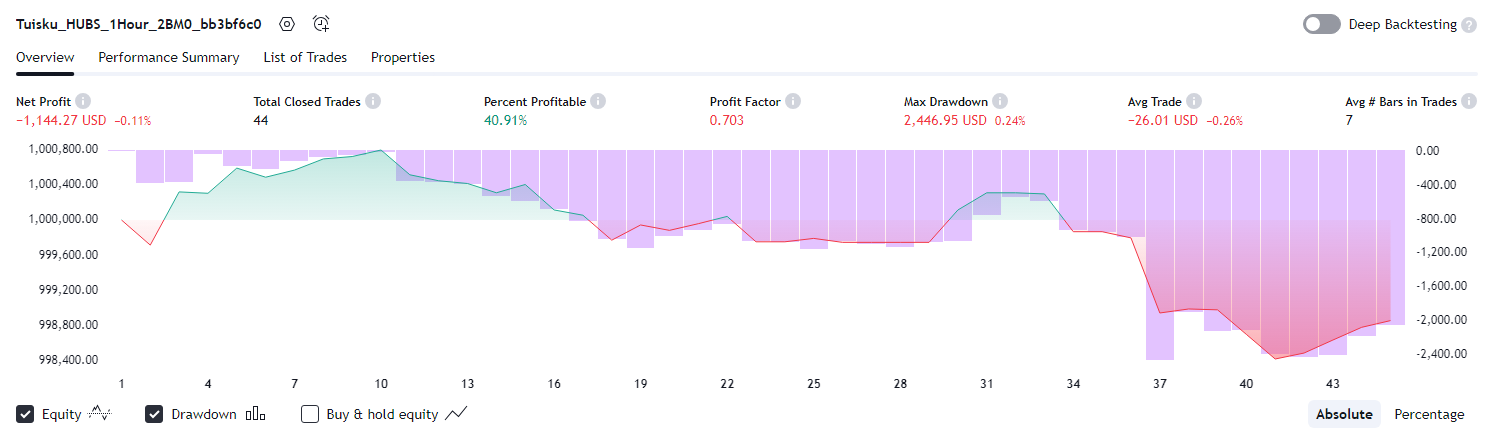 Tuisku_HUBS_1Hour_2BM0_bb3bf6c0 Deep Backtesting
Overview Performance Summary List of Trades Properties
Net Profit Total Closed Trades Percent Profitable Profit Factor Max Drawdown Avg Trade Avg # Bars in Trades
−1,144.27 USD −0.11% 44 40.91% 0.703 2,446.95 USD 0.24% −26.01 USD −0.26% 7
1,000,800.00 0.00
1,000,400.00 -400.00
1,000,000.00 -800.00
999,600.00 -1,200.00
999,200.00 -1,600.00
998,800.00 -2,000.00
998,400.00 -2,400.00
1 4 7 10 13 16 19 22 25 28 31 34 37 40 43
Equity Drawdown Buy & hold equity Absolute Percentage